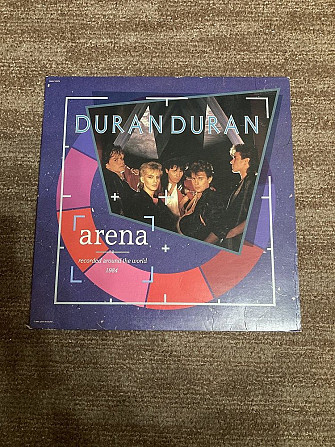 DURAN DURAN
arena
recorded around the world
1984